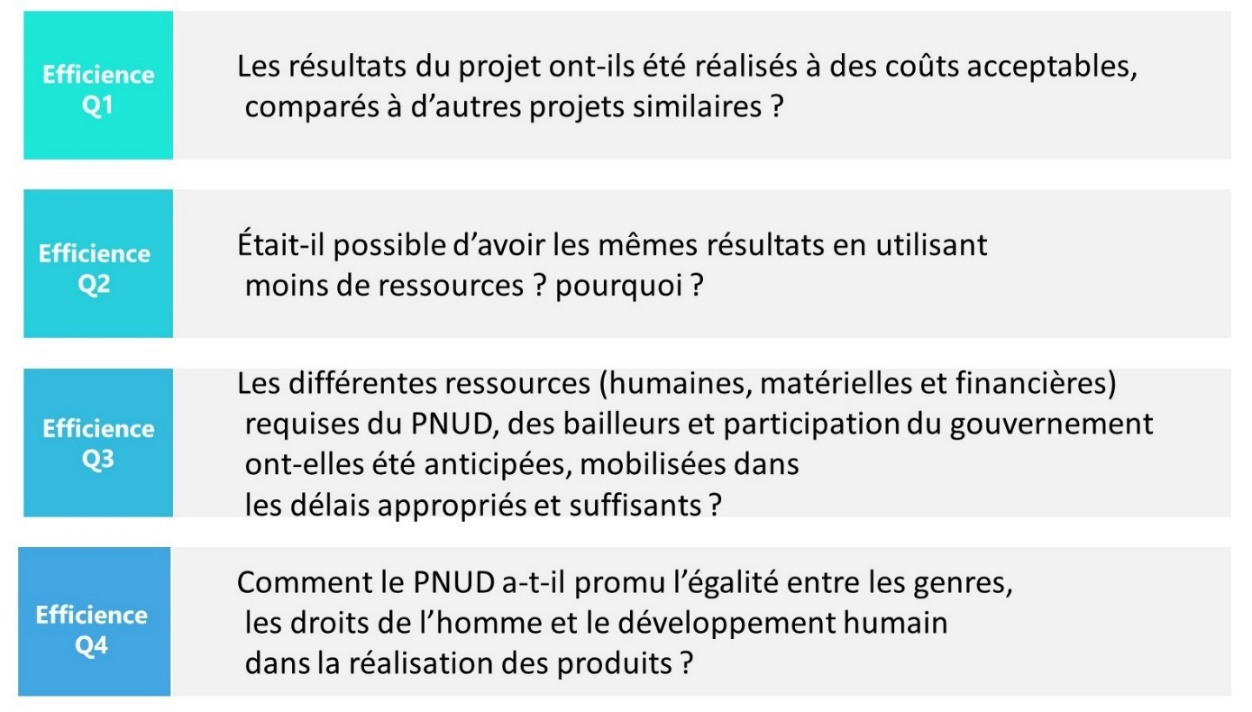 Efficience
Q1
Les résultats du projet ont-ils été réalisés à des coûts acceptables,
comparés à d'autres projets similaires ?
Efficience
Q2
Était-il possible d'avoir les mêmes résultats en utilisant
moins de ressources ? pourquoi ?
Efficience
Q3
Les différentes ressources (humaines, matérielles et financières)
requises du PNUD, des bailleurs et participation du gouvernement
ont-elles été anticipées, mobilisées dans
les délais appropriés et suffisants ?
Efficience
Q4
Comment le PNUD a-t-il promu l'égalité entre les genres,
les droits de l'homme et le développement humain
dans la réalisation des produits ?